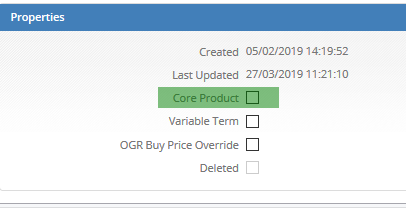 Properties
Created 05/02/2019 14:19:52
Last Updated 27/03/2019 11:21:10
Core Product
Variable Term
OGR Buy Price Override
Deleted